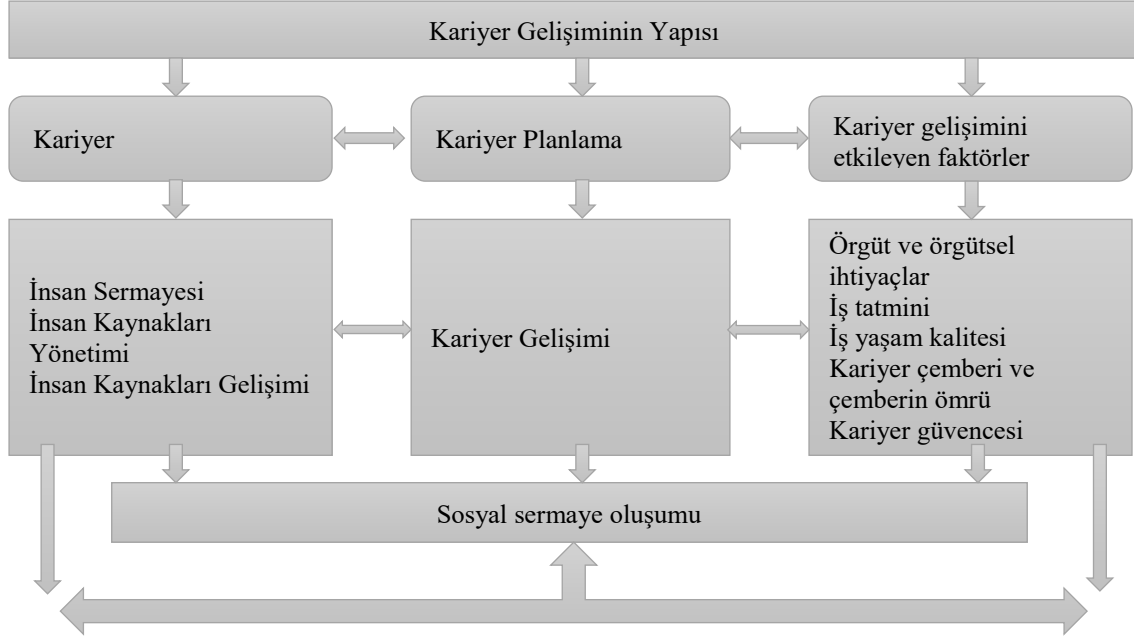 Kariyer Gelişiminin Yapısı
Kariyer
Kariyer Planlama
Kariyer gelişimini
etkileyen faktörler
İnsan Sermayesi
İnsan Kaynakları
Yönetimi
İnsan Kaynakları Gelişimi
Kariyer Gelişimi
Örgüt ve örgütsel
ihtiyaçlar
İş tatmini
İş yaşam kalitesi
Kariyer çemberi ve
çemberin ömrü
Kariyer güvencesi
Sosyal sermaye oluşumu